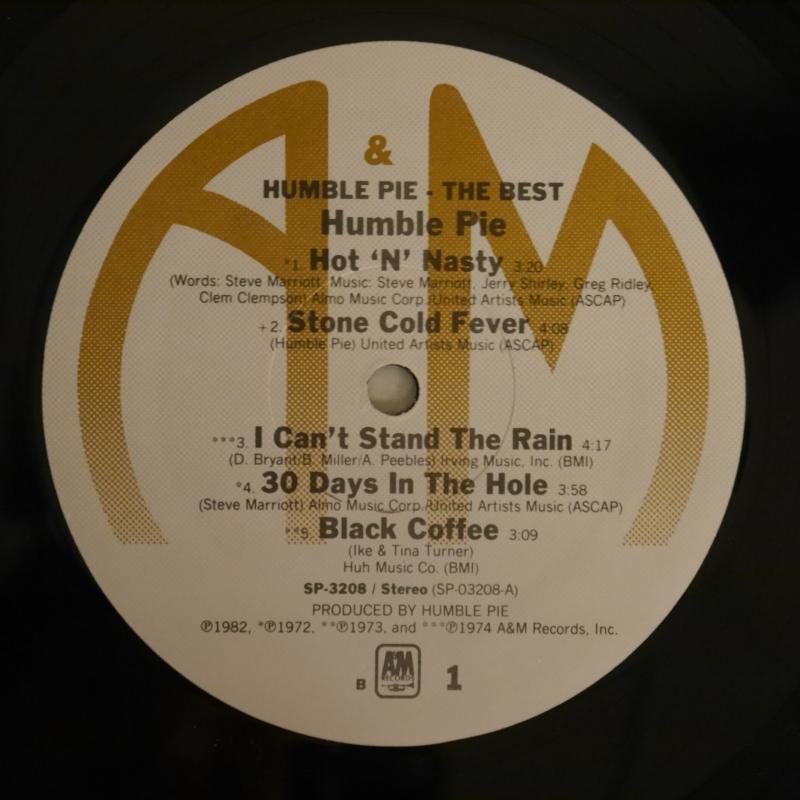 A & M
HUMBLE PIE - THE BEST
Humble Pie
*1. Hot ‘N’ Nasty 3:20
(Words: Steve Marriott, Music: Steve Marriott, Jerry Shirley, Greg Ridley,
Clem Clempson) Almo Music Corp./United Artists Music (ASCAP)
+2. Stone Cold Fever 4:08
(Humble Pie) United Artists Music (ASCAP)
***3. I Can't Stand The Rain 4:17
(D. Bryant/B. Miller/A. Peebles) Irving Music, Inc. (BMI)
*4. 30 Days In The Hole 3:58
(Steve Marriott) Almo Music Corp./United Artists Music (ASCAP)
**5. Black Coffee 3:09
(Ike & Tina Turner)
Huh Music Co. (BMI)
SP-3208 / Stereo (SP-03208-A)
PRODUCED BY HUMBLE PIE
℗1982, *℗1972, **℗1973, and ***℗1974 A&M Records, Inc.
B A&M RECORDS 1